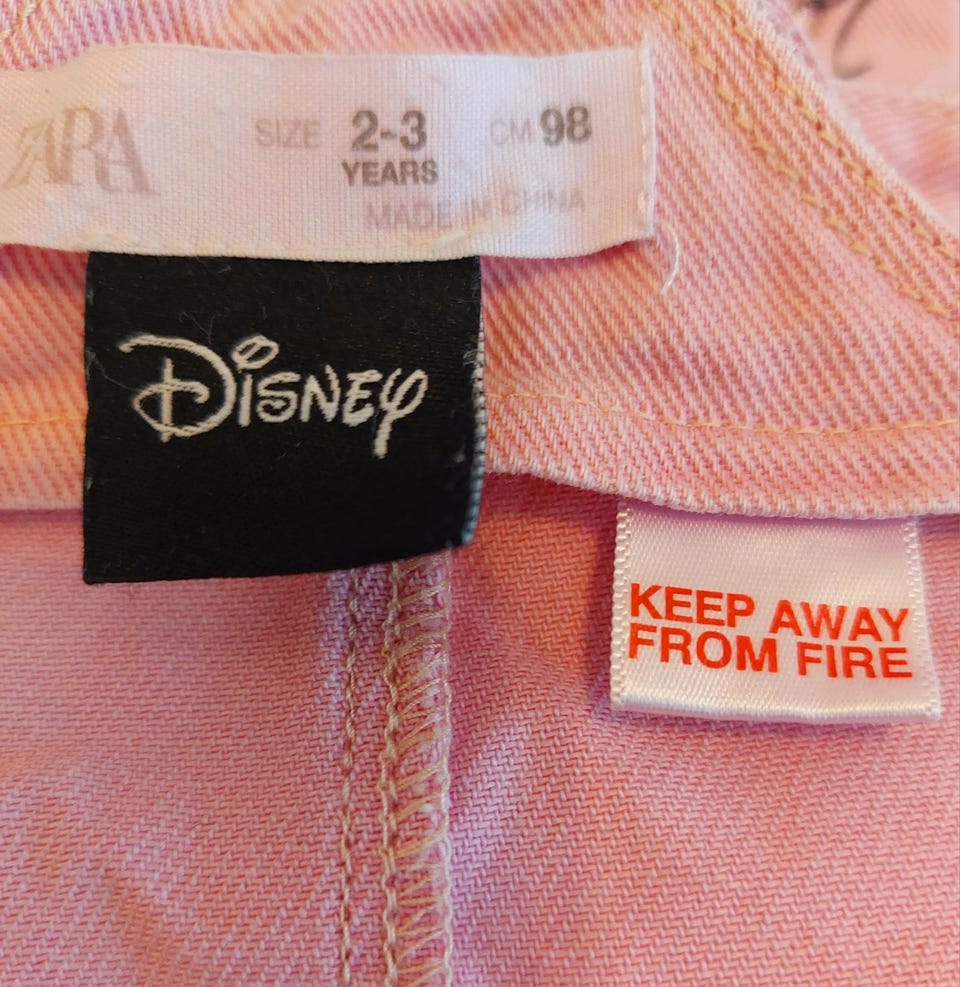 ZARA SIZE 2-3 CM 98
YEARS
MADE IN CHINA
Disney
KEEP AWAY
FROM FIRE